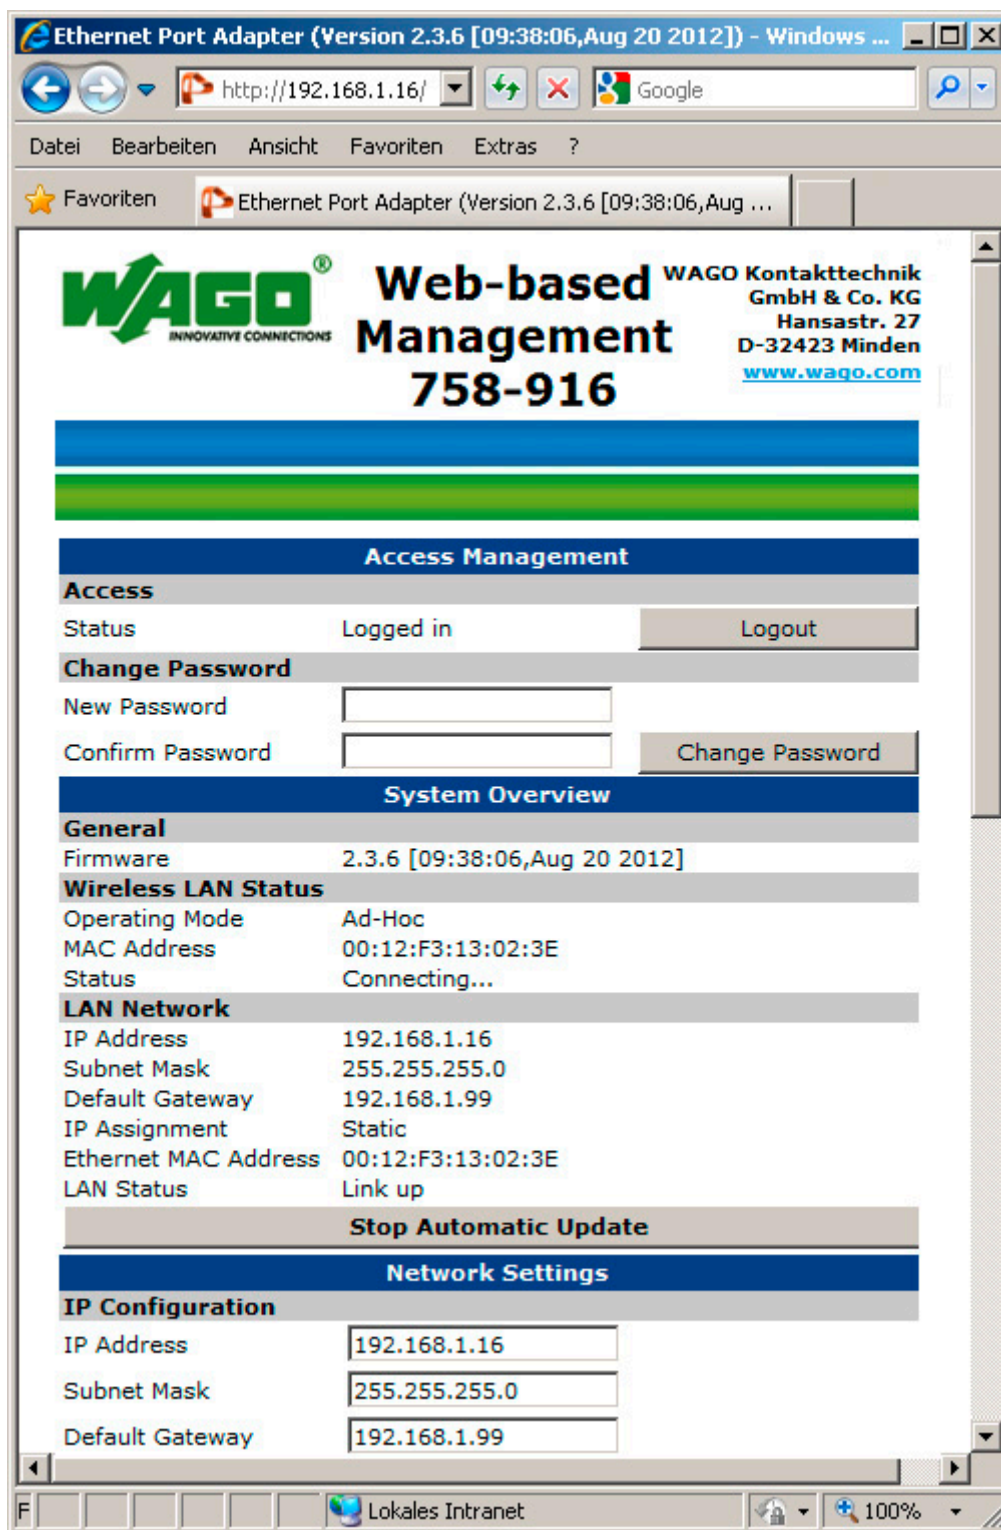 Ethernet Port Adapter (Version 2.3.6 [09:38:06,Aug 20 2012]) - Windows ...
http://192.168.1.16/ Google
Datei Bearbeiten Ansicht Favoriten Extras ?
Favoriten Ethernet Port Adapter (Version 2.3.6 [09:38:06,Aug ...
WAGO®
INNOVATIVE CONNECTIONS
Web-based
Management
758-916
WAGO Kontakttechnik
GmbH & Co. KG
Hansastr. 27
D-32423 Minden
www.wago.com
Access Management
Access
Status Logged in Logout
Change Password
New Password
Confirm Password Change Password
System Overview
General
Firmware 2.3.6 [09:38:06,Aug 20 2012]
Wireless LAN Status
Operating Mode Ad-Hoc
MAC Address 00:12:F3:13:02:3E
Status Connecting...
LAN Network
IP Address 192.168.1.16
Subnet Mask 255.255.255.0
Default Gateway 192.168.1.99
IP Assignment Static
Ethernet MAC Address 00:12:F3:13:02:3E
LAN Status Link up
Stop Automatic Update
Network Settings
IP Configuration
IP Address 192.168.1.16
Subnet Mask 255.255.255.0
Default Gateway 192.168.1.99
F Lokales Intranet 100%